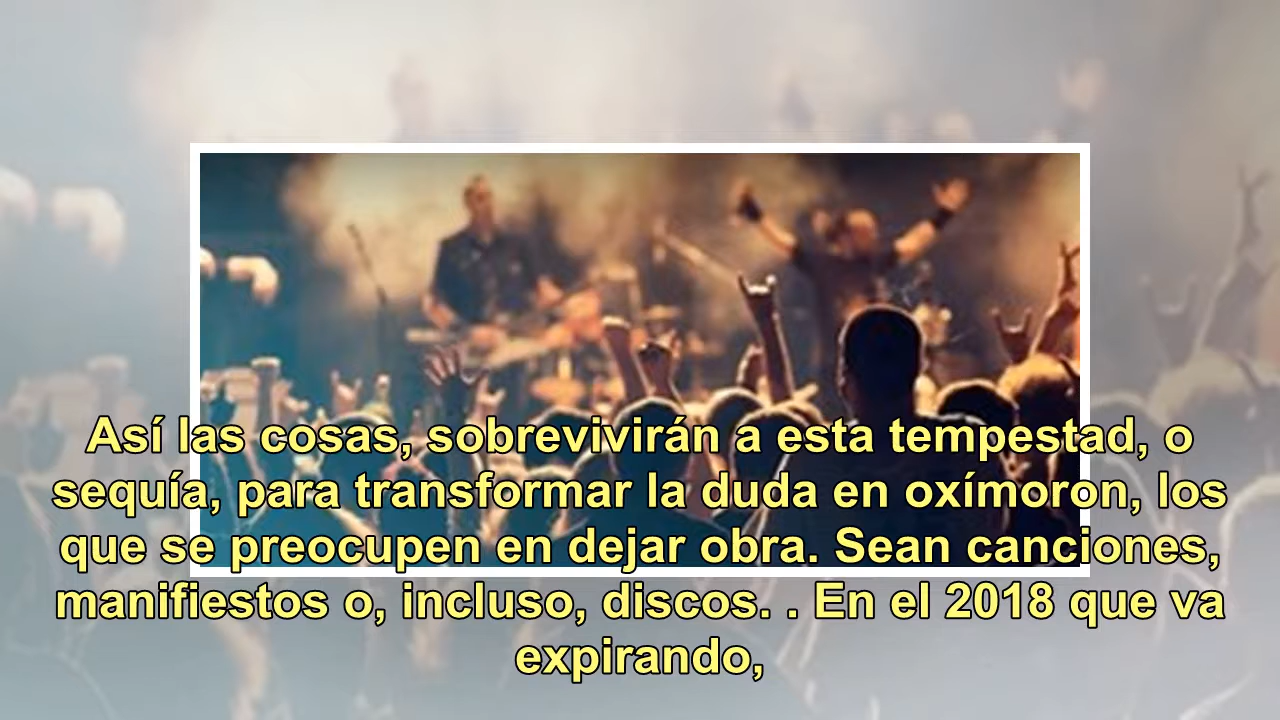 Así las cosas, sobrevivirán a esta tempestad, o
sequía, para transformar la duda en oxímoron, los
que se preocupen en dejar obra. Sean canciones,
manifiestos o, incluso, discos. . En el 2018 que va
expirando,